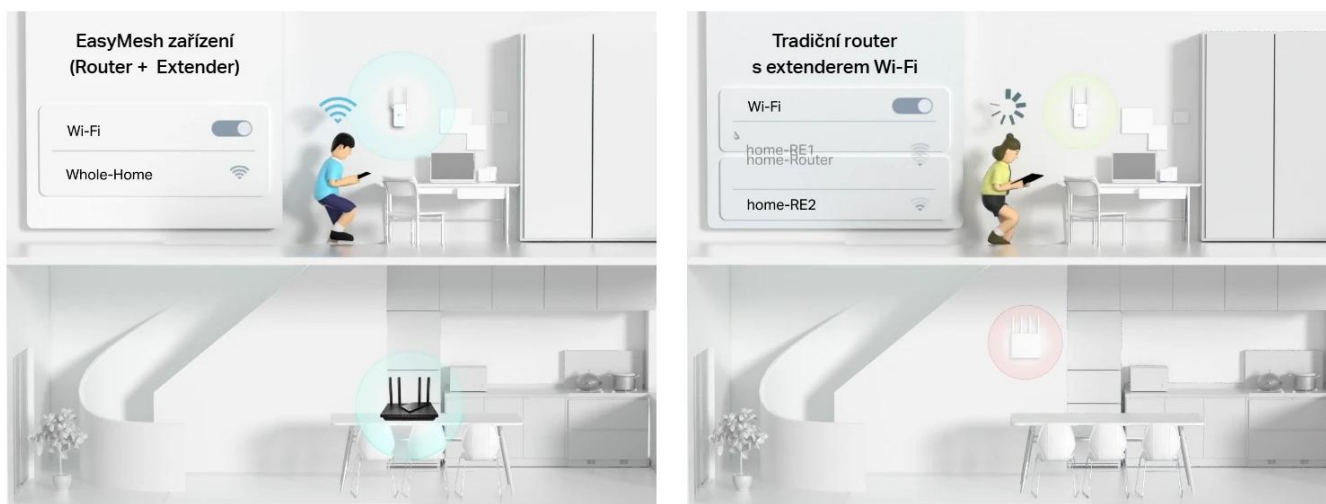 EasyMesh zařízení
(Router + Extender)
Wi-Fi
Whole-Home
Tradiční router
s extenderem Wi-Fi
Wi-Fi
home-RE1
home-Router
home-RE2